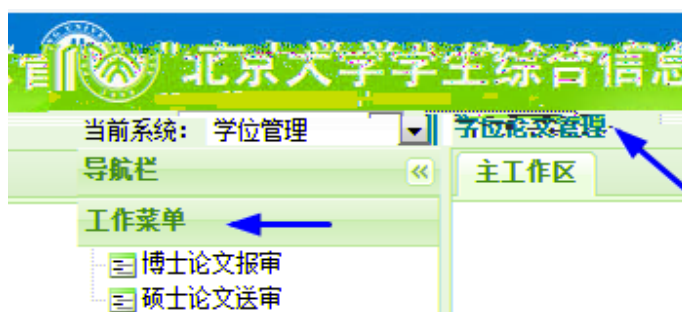 北京大学学生综合信息
当前系统: 学位管理 学位论文管理
导航栏
主工作区
工作菜单
博士论文报审
硕士论文送审